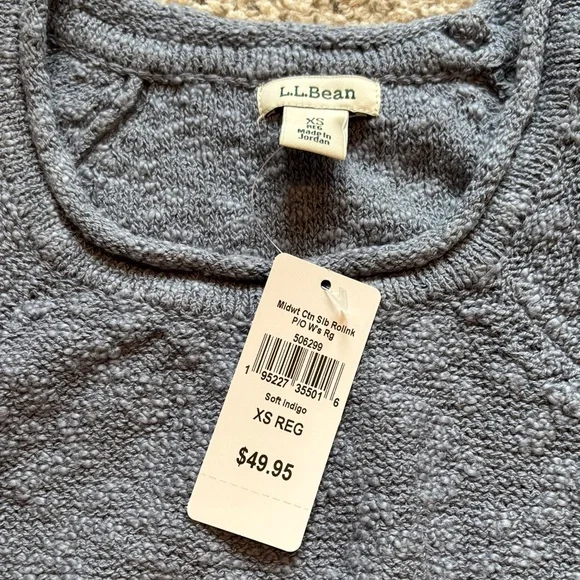 L.L.Bean
XS
REG
Made in
Jordan
Midwt Ctn Slb Rollnk
P/O W's Rg
506299
1 95227 35501 6
Soft Indigo
XS REG
$49.95